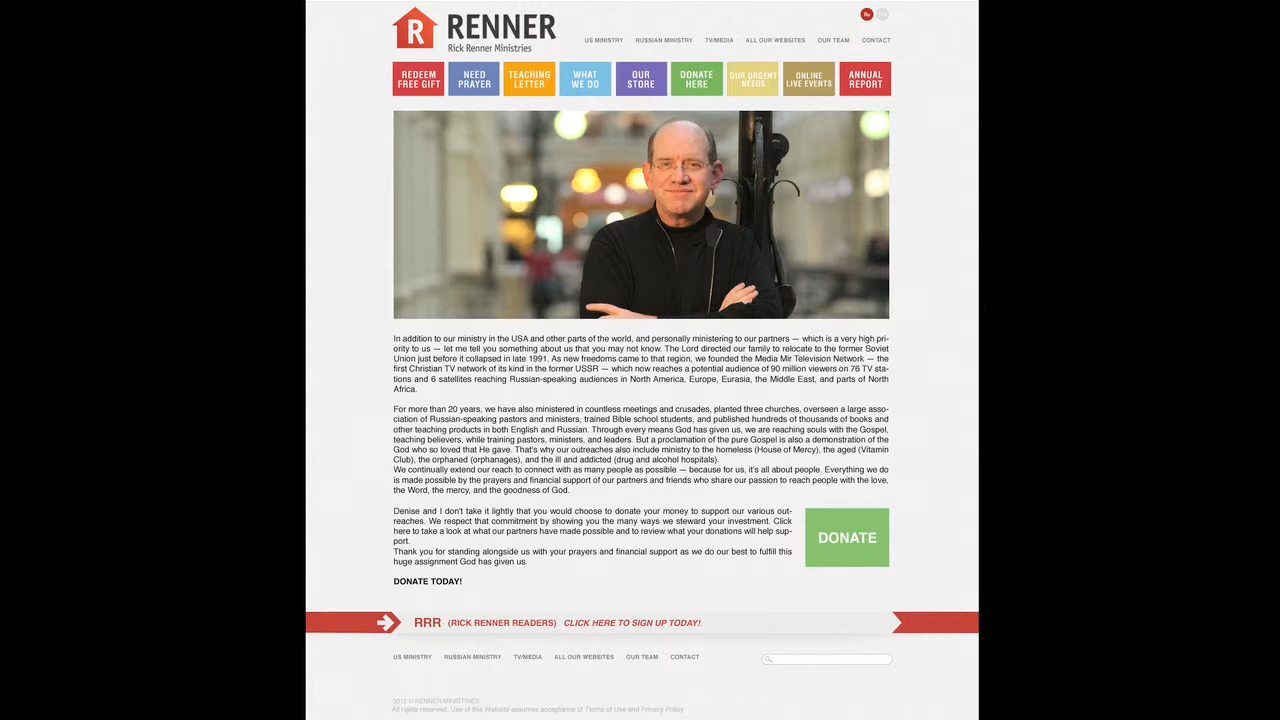 R RENNER
Rick Renner Ministries
Ru
US MINISTRY RUSSIAN MINISTRY TV/MEDIA ALL OUR WEBSITES OUR TEAM CONTACT
REDEEM FREE GIFT
NEED PRAYER
TEACHING LETTER
WHAT WE DO
OUR STORE
DONATE HERE
OUR URGENT NEEDS
ONLINE LIVE EVENTS
ANNUAL REPORT
In addition to our ministry in the USA and other parts of the world, and personally ministering to our partners — which is a very high pri-
ority to us — let me tell you something about us that you may not know. The Lord directed our family to relocate to the former Soviet
Union just before it collapsed in late 1991. As new freedoms came to that region, we founded the Media Mir Television Network — the
first Christian TV network of its kind in the former USSR — which now reaches a potential audience of 90 million viewers on 76 TV sta-
tions and 6 satellites reaching Russian-speaking audiences in North America, Europe, Eurasia, the Middle East, and parts of North
Africa.
For more than 20 years, we have also ministered in countless meetings and crusades, planted three churches, overseen a large asso-
ciation of Russian-speaking pastors and ministers, trained Bible school students, and published hundreds of thousands of books and
other teaching products in both English and Russian. Through every means God has given us, we are reaching souls with the Gospel,
teaching believers, while training pastors, ministers, and leaders. But a proclamation of the pure Gospel is also a demonstration of the
God who so loved that He gave. That's why our outreaches also include ministry to the homeless (House of Mercy), the aged (Vitamin
Club), the orphaned (orphanages), and the ill and addicted (drug and alcohol hospitals).
We continually extend our reach to connect with as many people as possible — because for us, it's all about people. Everything we do
is made possible by the prayers and financial support of our partners and friends who share our passion to reach people with the love,
the Word, the mercy, and the goodness of God.
Denise and I don't take it lightly that you would choose to donate your money to support our various out-
reaches. We respect that commitment by showing you the many ways we steward your investment. Click
here to take a look at what our partners have made possible and to review what your donations will help sup-
port.
Thank you for standing alongside us with your prayers and financial support as we do our best to fulfill this
huge assignment God has given us.
DONATE
DONATE TODAY!
RRR (RICK RENNER READERS) CLICK HERE TO SIGN UP TODAY!
US MINISTRY RUSSIAN MINISTRY TV/MEDIA ALL OUR WEBSITES OUR TEAM CONTACT
2012 © RENNER MINISTRIES
All rights reserved. Use of this Website assumes acceptance of Terms of Use and Privacy Policy